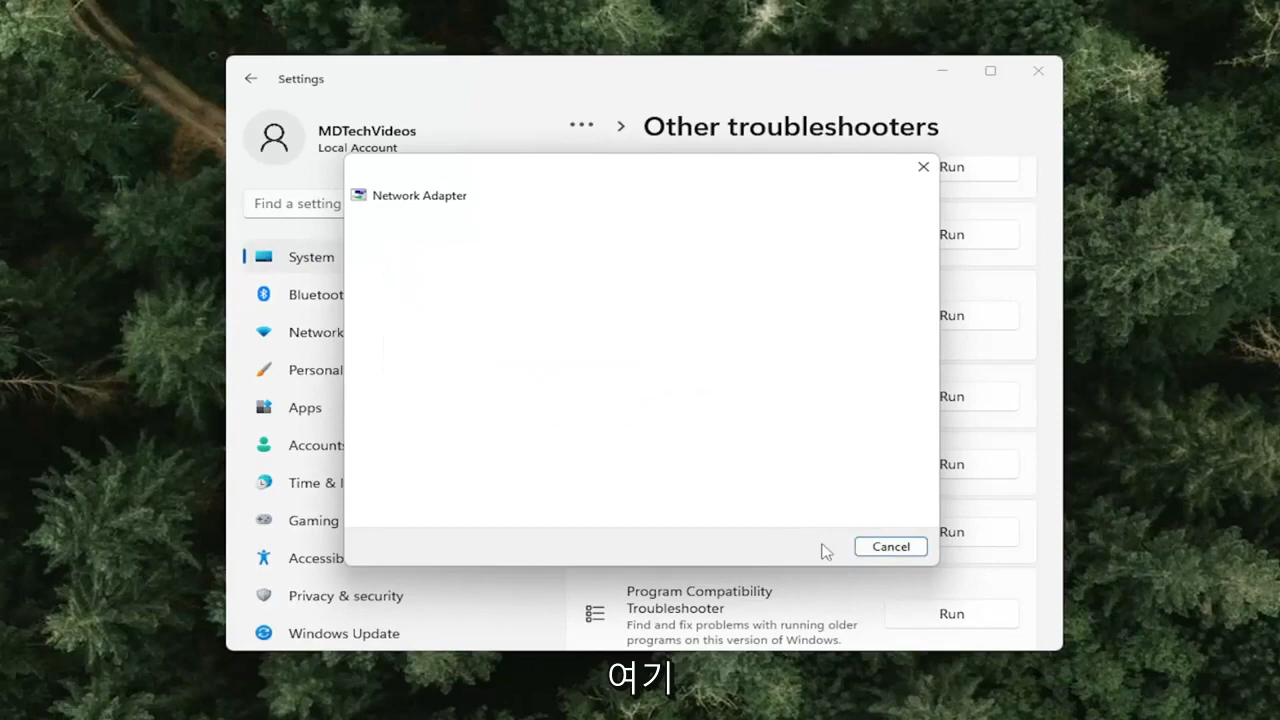 Settings
MDTechVideos
Local Account
Find a setting
System
Bluetoot
Network
Personal
Apps
Accounts
Time & l
Gaming
Accessib
Privacy & security
Windows Update
••• > Other troubleshooters
Run
Run
Run
Run
Run
Run
Network Adapter
Cancel
Program Compatibility
Troubleshooter
Find and fix problems with running older
programs on this version of Windows.
Run
여기